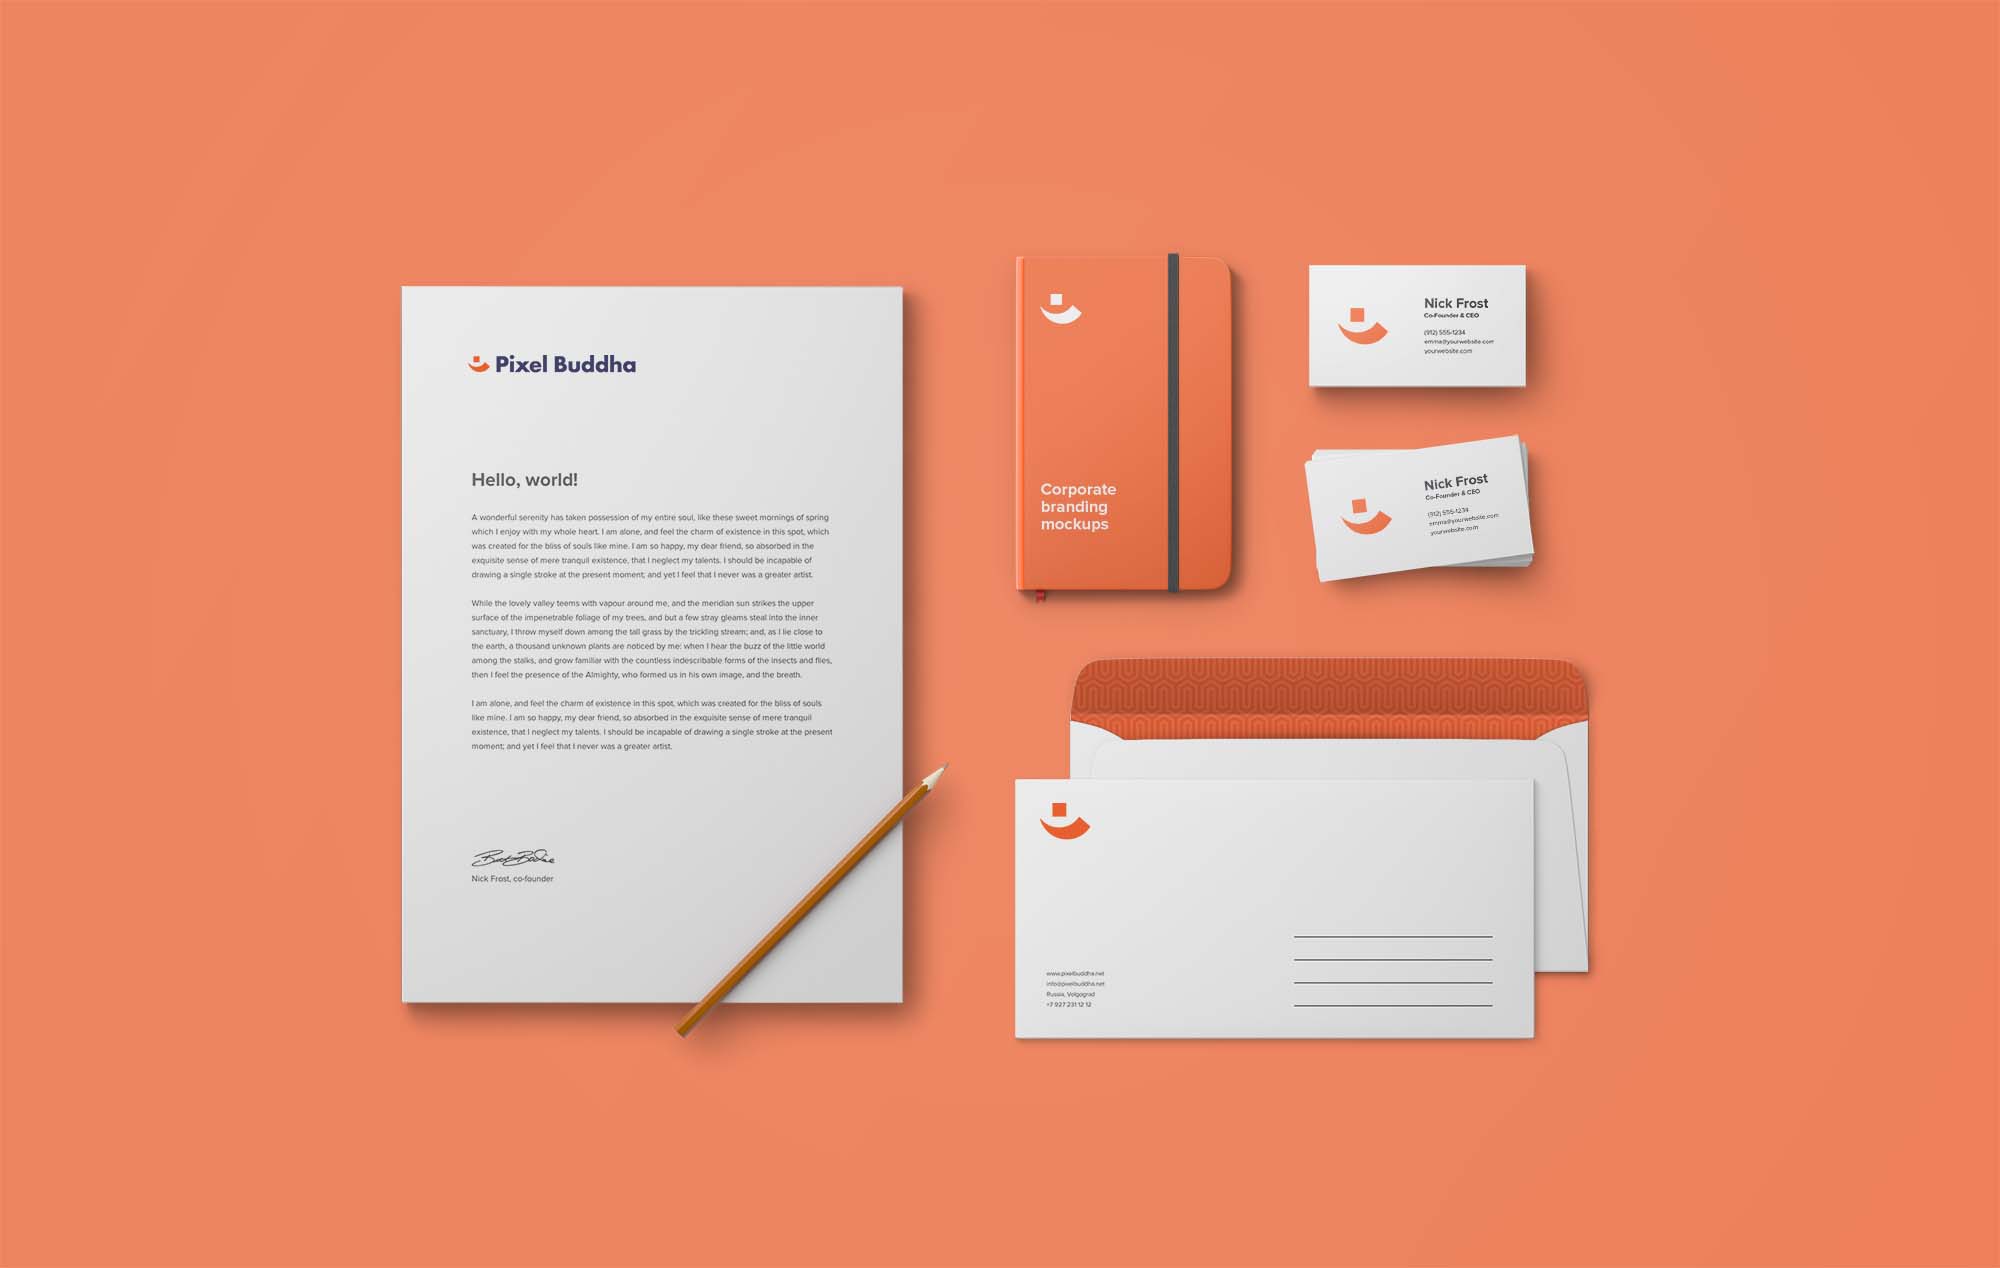 Pixel Buddha
Hello, world!
A wonderful serenity has taken possession of my entire soul, like these sweet mornings of spring
which I enjoy with my whole heart. I am alone, and feel the charm of existence in this spot, which
was created for the bliss of souls like mine. I am so happy, my dear friend, so absorbed in the
exquisite sense of mere tranquil existence, that I neglect my talents. I should be incapable of
drawing a single stroke at the present moment; and yet I feel that I never was a greater artist.
While the lovely valley teems with vapour around me, and the meridian sun strikes the upper
surface of the impenetrable foliage of my trees, and but a few stray gleams steal into the inner
sanctuary, I throw myself down among the tall grass by the trickling stream; and, as I lie close to
the earth, a thousand unknown plants are noticed by me: when I hear the buzz of the little world
among the stalks, and grow familiar with the countless indescribable forms of the insects and flies,
then I feel the presence of the Almighty, who formed us in his own image, and the breath.
I am alone, and feel the charm of existence in this spot, which was created for the bliss of souls
like mine. I am so happy, my dear friend, so absorbed in the exquisite sense of mere tranquil
existence, that I neglect my talents. I should be incapable of drawing a single stroke at the present
moment; and yet I feel that I never was a greater artist.
Nick Frost, co-founder
Corporate
branding
mockups
Nick Frost
Co-Founder & CEO
(912) 555-1234
emma@yourwebsite.com
yourwebsite.com
Nick Frost
Co-Founder & CEO
(912) 555-1234
emma@yourwebsite.com
yourwebsite.com
www.pixelbuddha.net
info@pixelbuddha.net
Russia, Volgograd
+7 927 231 12 12